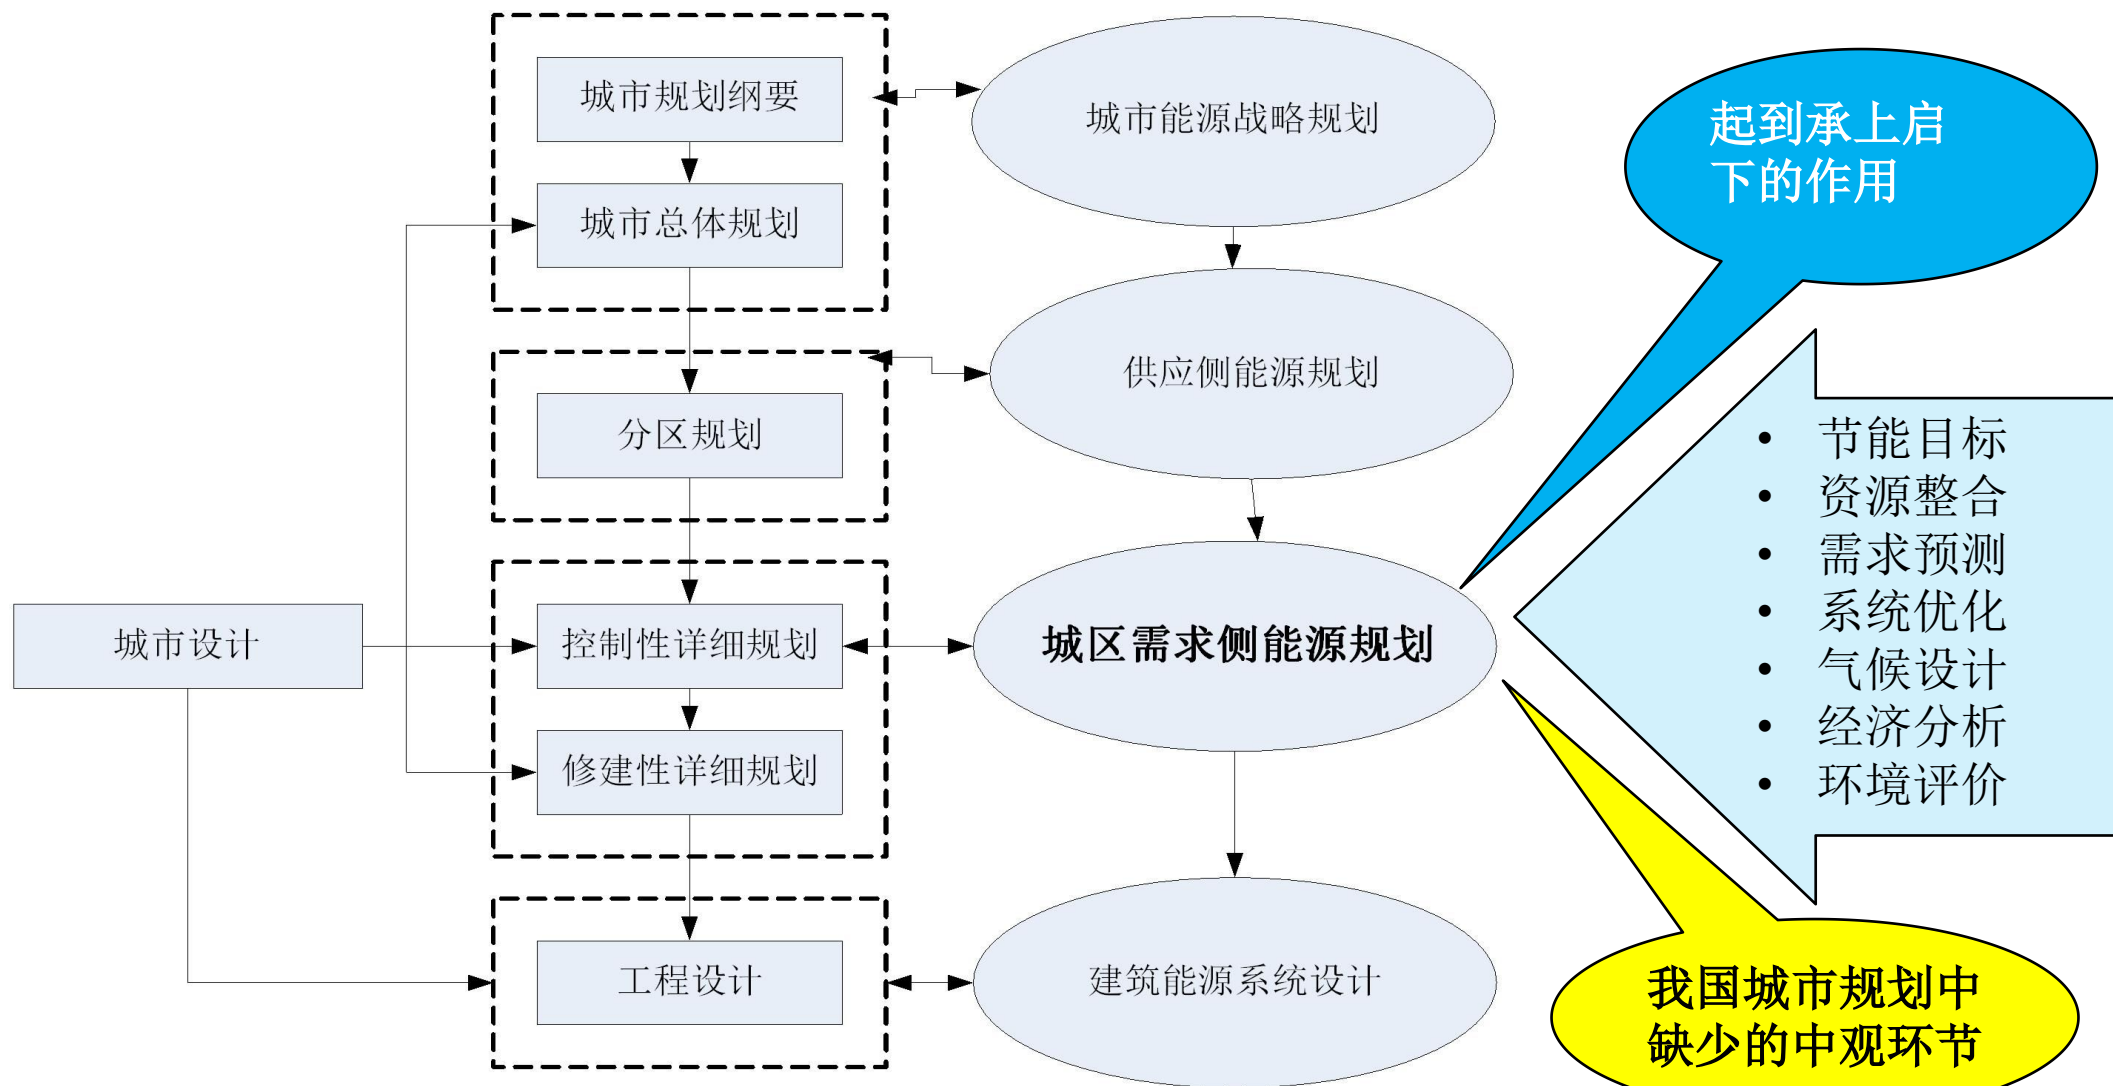 城市规划纲要
城市能源战略规划
起到承上启
下的作用
城市总体规划
供应侧能源规划
分区规划
• 节能目标
• 资源整合
• 需求预测
• 系统优化
• 气候设计
• 经济分析
• 环境评价
城市设计
控制性详细规划
城区需求侧能源规划
修建性详细规划
工程设计
建筑能源系统设计
我国城市规划中
缺少的中观环节